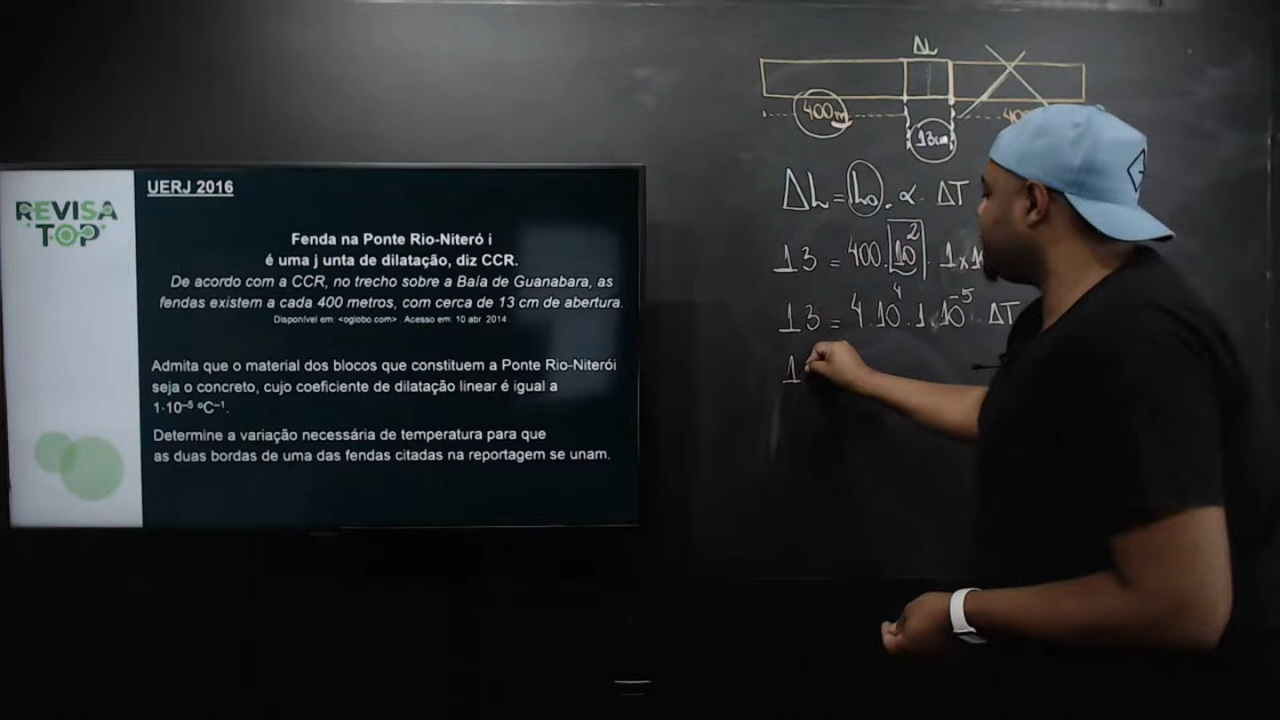 REVISA
TOP
UERJ 2016
Fenda na Ponte Rio-Niteró i
é uma j unta de dilatação, diz CCR.
De acordo com a CCR, no trecho sobre a Baía de Guanabara, as
fendas existem a cada 400 metros, com cerca de 13 cm de abertura.
Disponível em: <oglobo.com>. Acesso em: 10 abr. 2014
Admita que o material dos blocos que constituem a Ponte Rio-Niterói
seja o concreto, cujo coeficiente de dilatação linear é igual a
1·10⁻⁵ ºC⁻¹.
Determine a variação necessária de temperatura para que
as duas bordas de uma das fendas citadas na reportagem se unam.
ΔL
400m
13cm
ΔL = L₀ . α . ΔT
13 = 400 . 10² . 1 x
13 = 4 . 10⁴ . 1 x 10⁻⁵ . ΔT
1